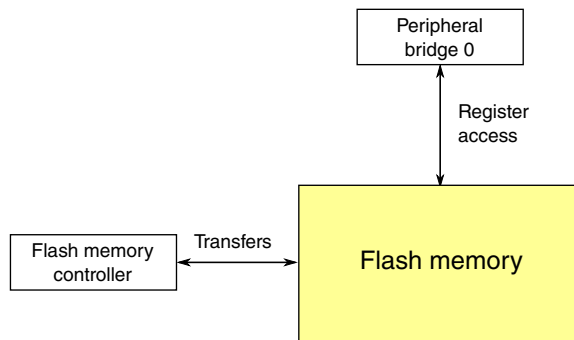 Peripheral
bridge 0
Register
access
Transfers
Flash memory
controller
Flash memory